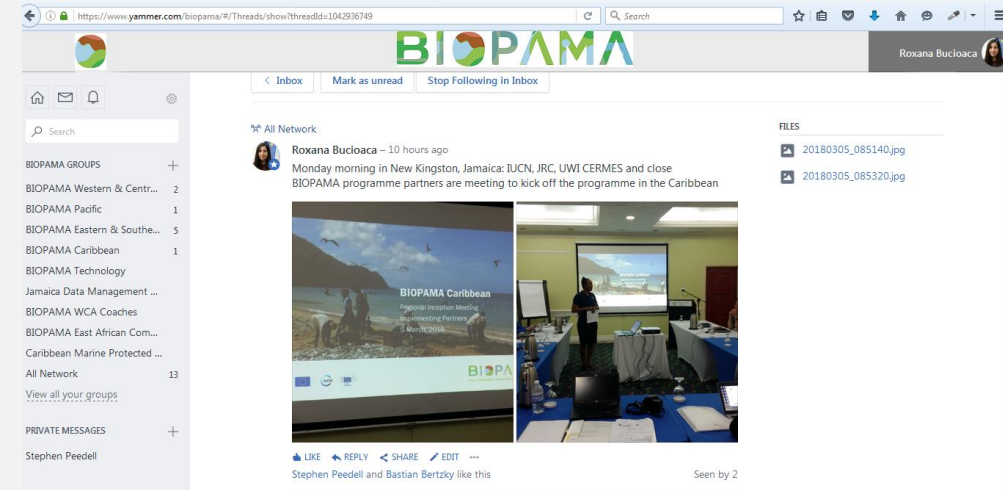 https://www.yammer.com/biopama/#/Threads/show?threadId=1042936749
Search
BIOPAMA
Roxana Bucioaca
< Inbox
Mark as unread
Stop Following in Inbox
Search
BIOPAMA GROUPS
BIOPAMA Western & Centr... 2
BIOPAMA Pacific 1
BIOPAMA Eastern & Southe... 5
BIOPAMA Caribbean 1
BIOPAMA Technology
Jamaica Data Management ...
BIOPAMA WCA Coaches
BIOPAMA East African Com...
Caribbean Marine Protected ...
All Network 13
View all your groups
PRIVATE MESSAGES
Stephen Peedell
All Network
Roxana Bucioaca – 10 hours ago
Monday morning in New Kingston, Jamaica: IUCN, JRC, UWI CERMES and close
BIOPAMA programme partners are meeting to kick off the programme in the Caribbean
BIOPAMA Caribbean
Regional Inception Meeting
Implementing Partners
5 March 2018
BIOPA
LIKE REPLY SHARE EDIT ...
Stephen Peedell and Bastian Bertzky like this
Seen by 2
FILES
20180305_085140.jpg
20180305_085320.jpg